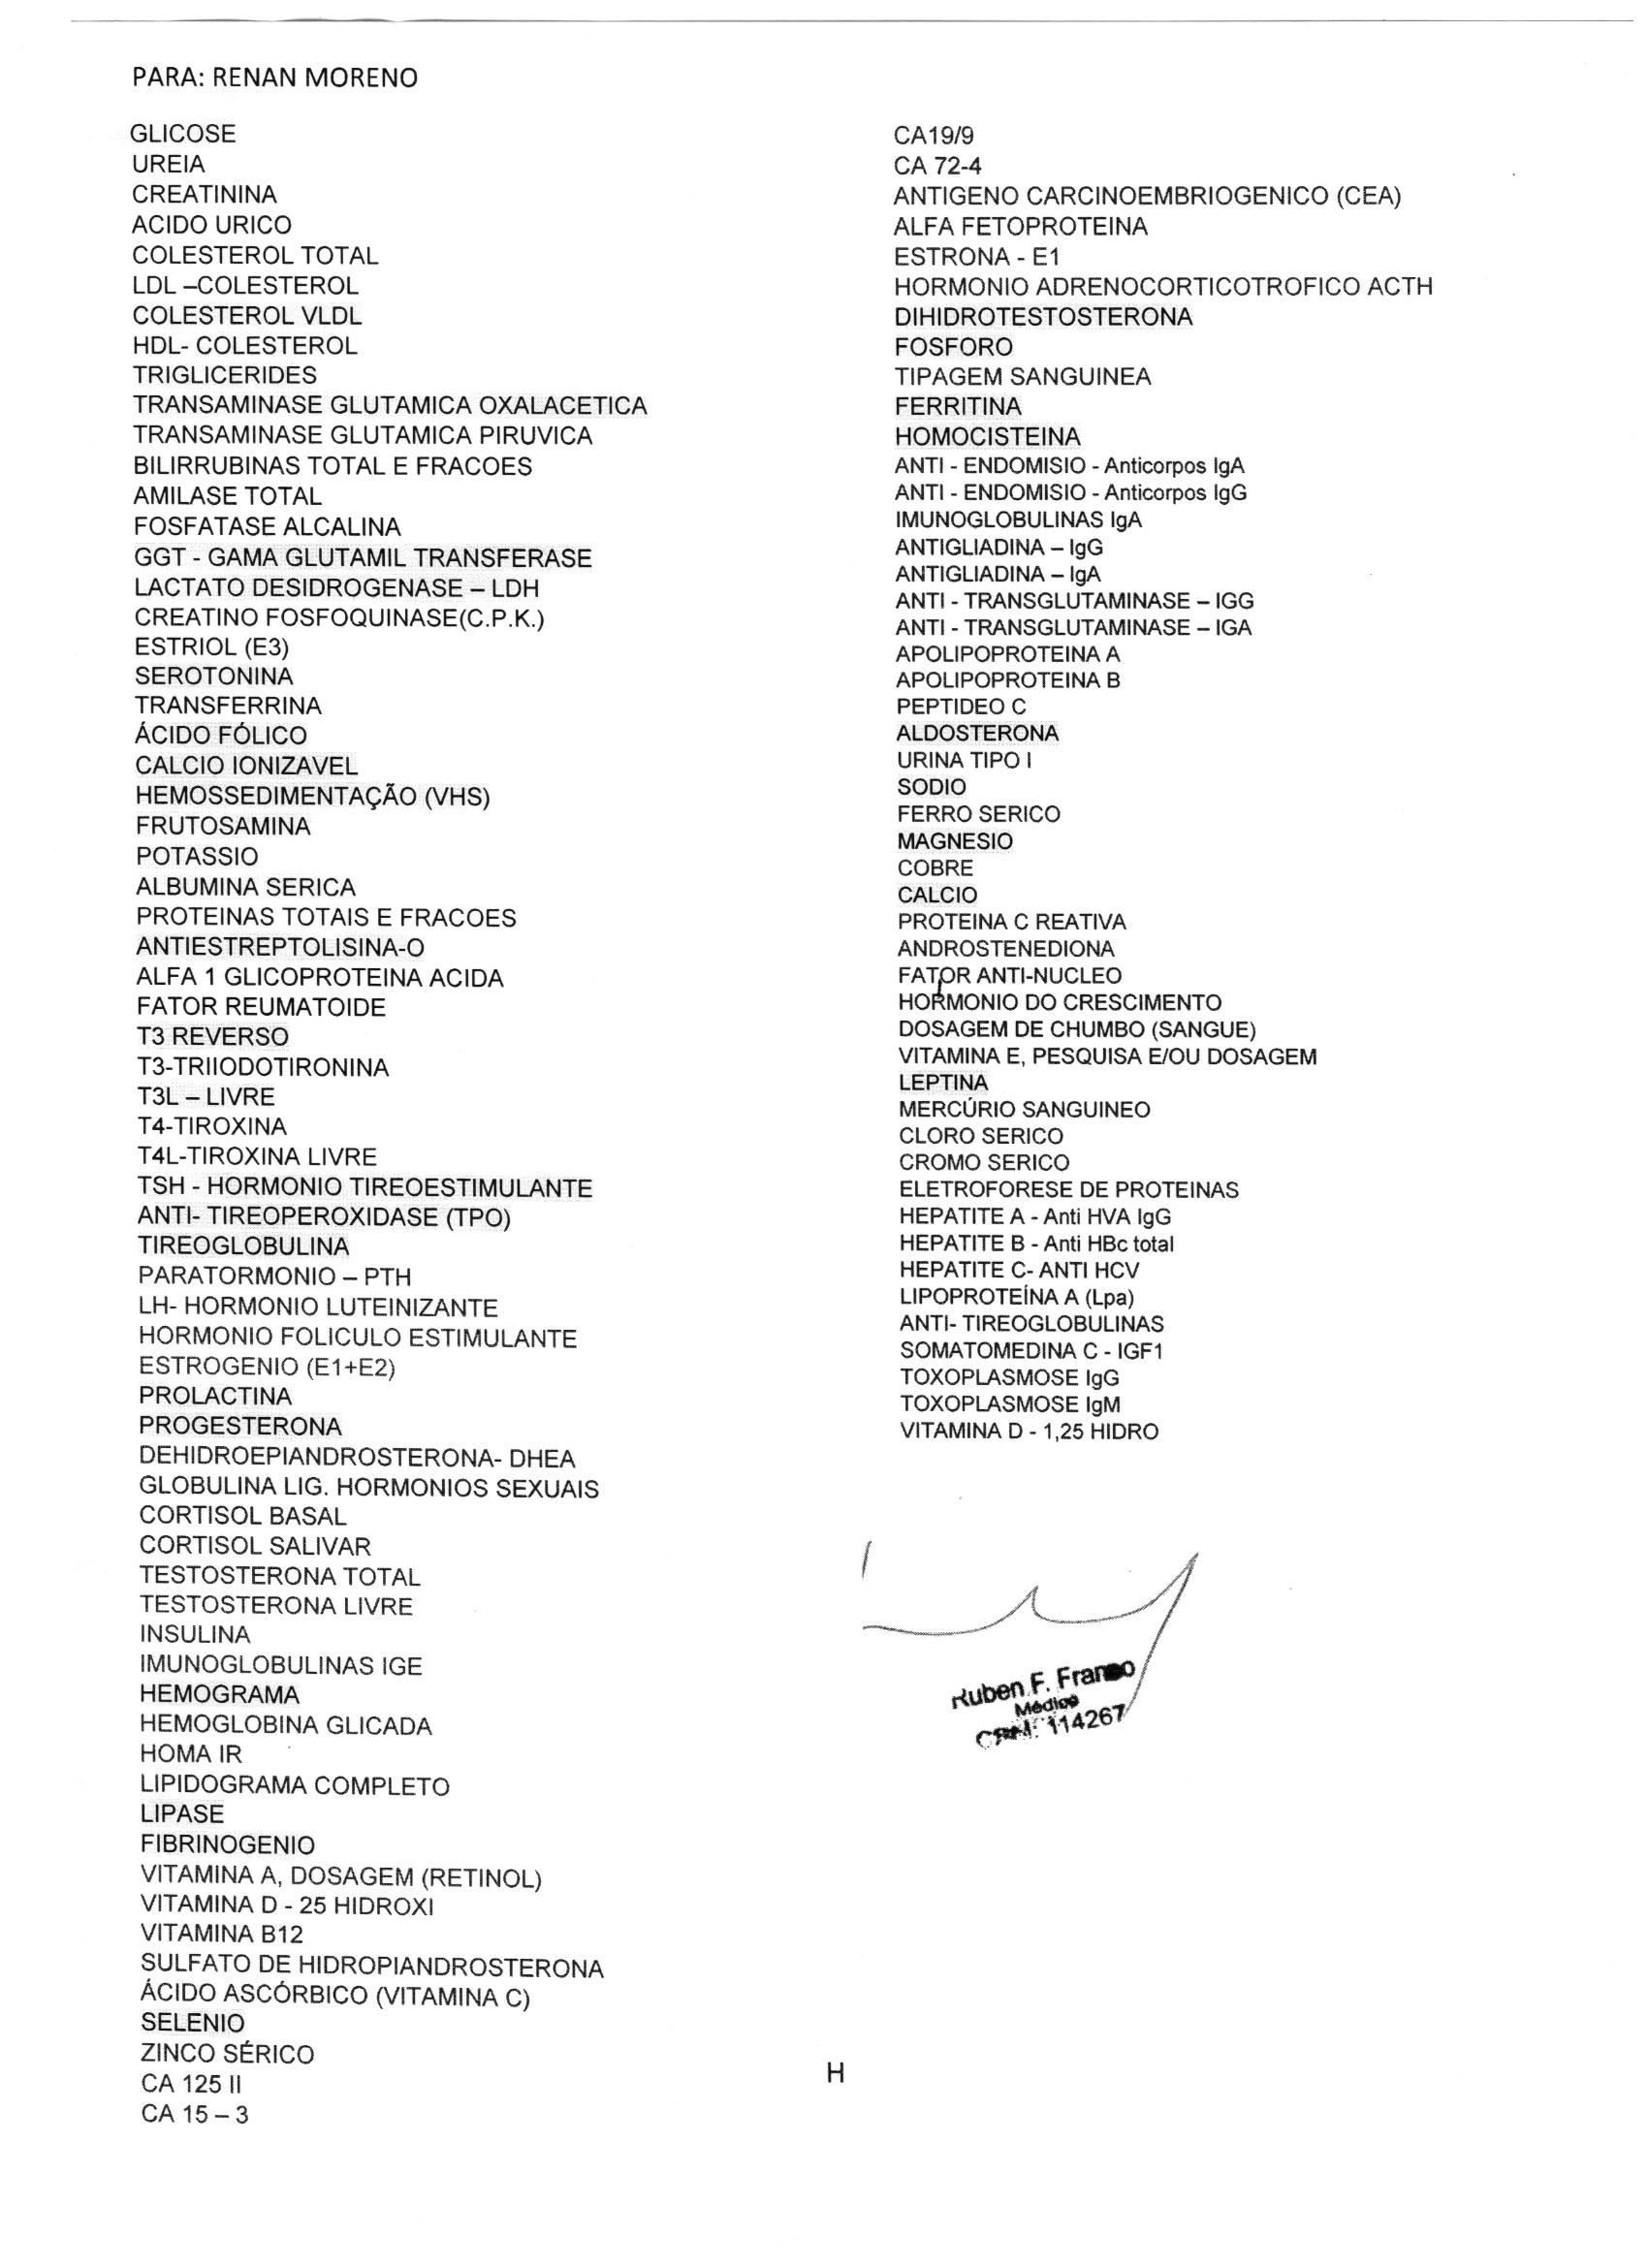 PARA: RENAN MORENO
GLICOSE
UREIA
CREATININA
ACIDO URICO
COLESTEROL TOTAL
LDL –COLESTEROL
COLESTEROL VLDL
HDL- COLESTEROL
TRIGLICERIDES
TRANSAMINASE GLUTAMICA OXALACETICA
TRANSAMINASE GLUTAMICA PIRUVICA
BILIRRUBINAS TOTAL E FRACOES
AMILASE TOTAL
FOSFATASE ALCALINA
GGT - GAMA GLUTAMIL TRANSFERASE
LACTATO DESIDROGENASE – LDH
CREATINO FOSFOQUINASE(C.P.K.)
ESTRIOL (E3)
SEROTONINA
TRANSFERRINA
ÁCIDO FÓLICO
CALCIO IONIZAVEL
HEMOSSEDIMENTAÇÃO (VHS)
FRUTOSAMINA
POTASSIO
ALBUMINA SERICA
PROTEINAS TOTAIS E FRACOES
ANTIESTREPTOLISINA-O
ALFA 1 GLICOPROTEINA ACIDA
FATOR REUMATOIDE
T3 REVERSO
T3-TRIIODOTIRONINA
T3L – LIVRE
T4-TIROXINA
T4L-TIROXINA LIVRE
TSH - HORMONIO TIREOESTIMULANTE
ANTI- TIREOPEROXIDASE (TPO)
TIREOGLOBULINA
PARATORMONIO – PTH
LH- HORMONIO LUTEINIZANTE
HORMONIO FOLICULO ESTIMULANTE
ESTROGENIO (E1+E2)
PROLACTINA
PROGESTERONA
DEHIDROEPIANDROSTERONA- DHEA
GLOBULINA LIG. HORMONIOS SEXUAIS
CORTISOL BASAL
CORTISOL SALIVAR
TESTOSTERONA TOTAL
TESTOSTERONA LIVRE
INSULINA
IMUNOGLOBULINAS IGE
HEMOGRAMA
HEMOGLOBINA GLICADA
HOMA IR
LIPIDOGRAMA COMPLETO
LIPASE
FIBRINOGENIO
VITAMINA A, DOSAGEM (RETINOL)
VITAMINA D - 25 HIDROXI
VITAMINA B12
SULFATO DE HIDROPIANDROSTERONA
ÁCIDO ASCÓRBICO (VITAMINA C)
SELENIO
ZINCO SÉRICO
CA 125 II
CA 15 – 3
CA19/9
CA 72-4
ANTIGENO CARCINOEMBRIOGENICO (CEA)
ALFA FETOPROTEINA
ESTRONA - E1
HORMONIO ADRENOCORTICOTROFICO ACTH
DIHIDROTESTOSTERONA
FOSFORO
TIPAGEM SANGUINEA
FERRITINA
HOMOCISTEINA
ANTI - ENDOMISIO - Anticorpos IgA
ANTI - ENDOMISIO - Anticorpos IgG
IMUNOGLOBULINAS IgA
ANTIGLIADINA – IgG
ANTIGLIADINA – IgA
ANTI - TRANSGLUTAMINASE – IGG
ANTI - TRANSGLUTAMINASE – IGA
APOLIPOPROTEINA A
APOLIPOPROTEINA B
PEPTIDEO C
ALDOSTERONA
URINA TIPO I
SODIO
FERRO SERICO
MAGNESIO
COBRE
CALCIO
PROTEINA C REATIVA
ANDROSTENEDIONA
FATOR ANTI-NUCLEO
HORMONIO DO CRESCIMENTO
DOSAGEM DE CHUMBO (SANGUE)
VITAMINA E, PESQUISA E/OU DOSAGEM
LEPTINA
MERCÚRIO SANGUINEO
CLORO SERICO
CROMO SERICO
ELETROFORESE DE PROTEINAS
HEPATITE A - Anti HVA IgG
HEPATITE B - Anti HBc total
HEPATITE C- ANTI HCV
LIPOPROTEÍNA A (Lpa)
ANTI- TIREOGLOBULINAS
SOMATOMEDINA C - IGF1
TOXOPLASMOSE IgG
TOXOPLASMOSE IgM
VITAMINA D - 1,25 HIDRO
Ruben F. Franco
Médico
CRM: 114267
H